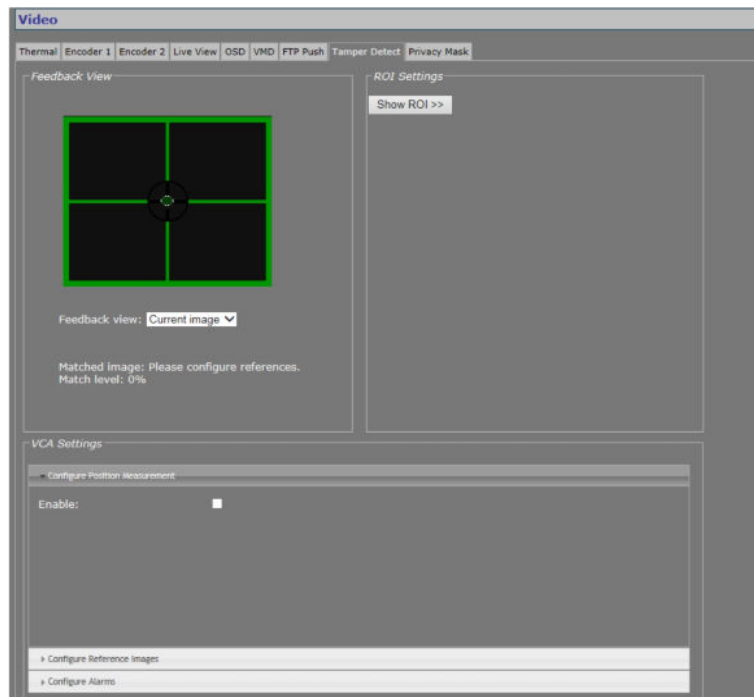 Video
Thermal Encoder 1 Encoder 2 Live View OSD VMD FTP Push Tamper Detect Privacy Mask
Feedback View
ROI Settings
Show ROI >>
Feedback view: Current image
Matched image: Please configure references.
Match level: 0%
VCA Settings
Configure Position Measurement
Enable:
Configure Reference Images
Configure Alarms